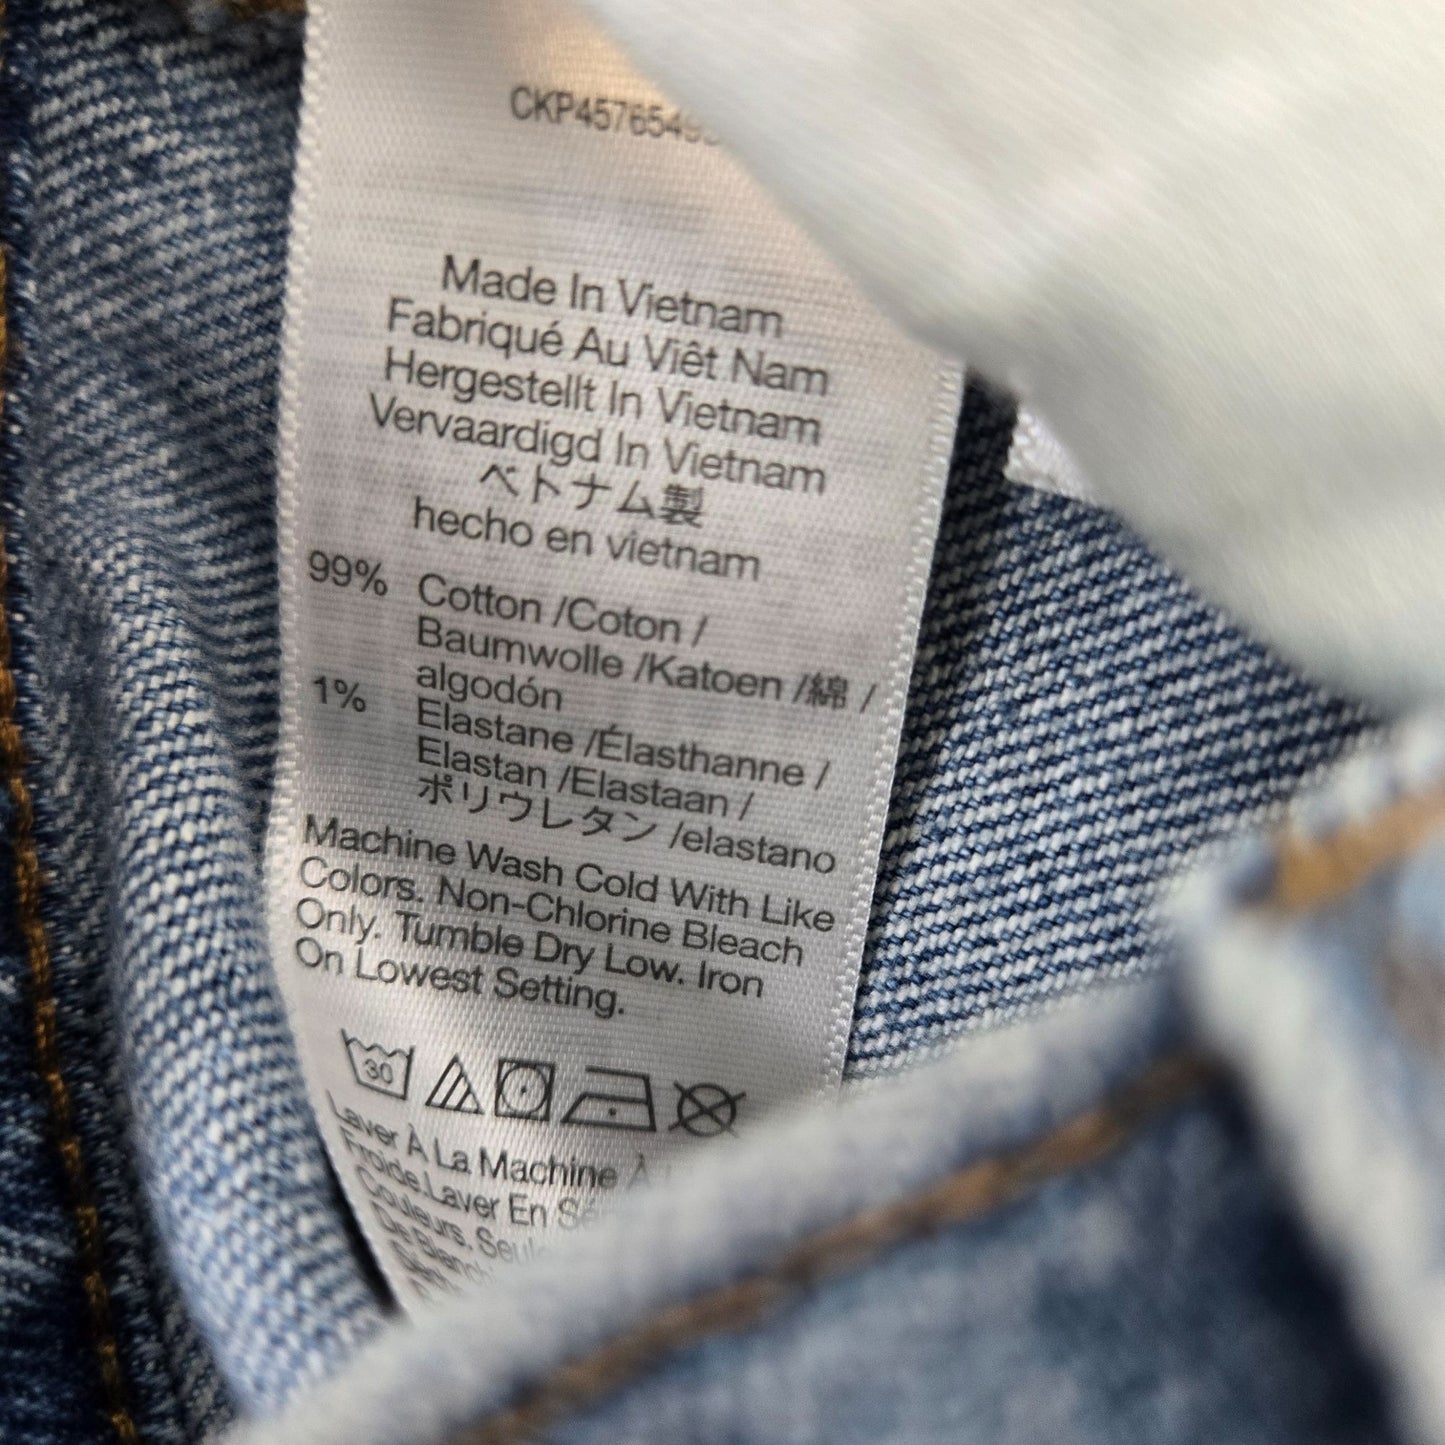 Made In Vietnam
Fabriqué Au Viêt Nam
Hergestellt In Vietnam
Vervaardigd In Vietnam
ベトナム製
hecho en vietnam
99% Cotton /Coton /
Baumwolle /Katoen /綿 /
algodón
1% Elastane /Élasthanne /
Elastan /Elastaan /
ポリウレタン /elastano
Machine Wash Cold With Like
Colors. Non-Chlorine Bleach
Only. Tumble Dry Low. Iron
On Lowest Setting.
30
Laver À La Machine À
Froide.Laver En
Couleurs.
De